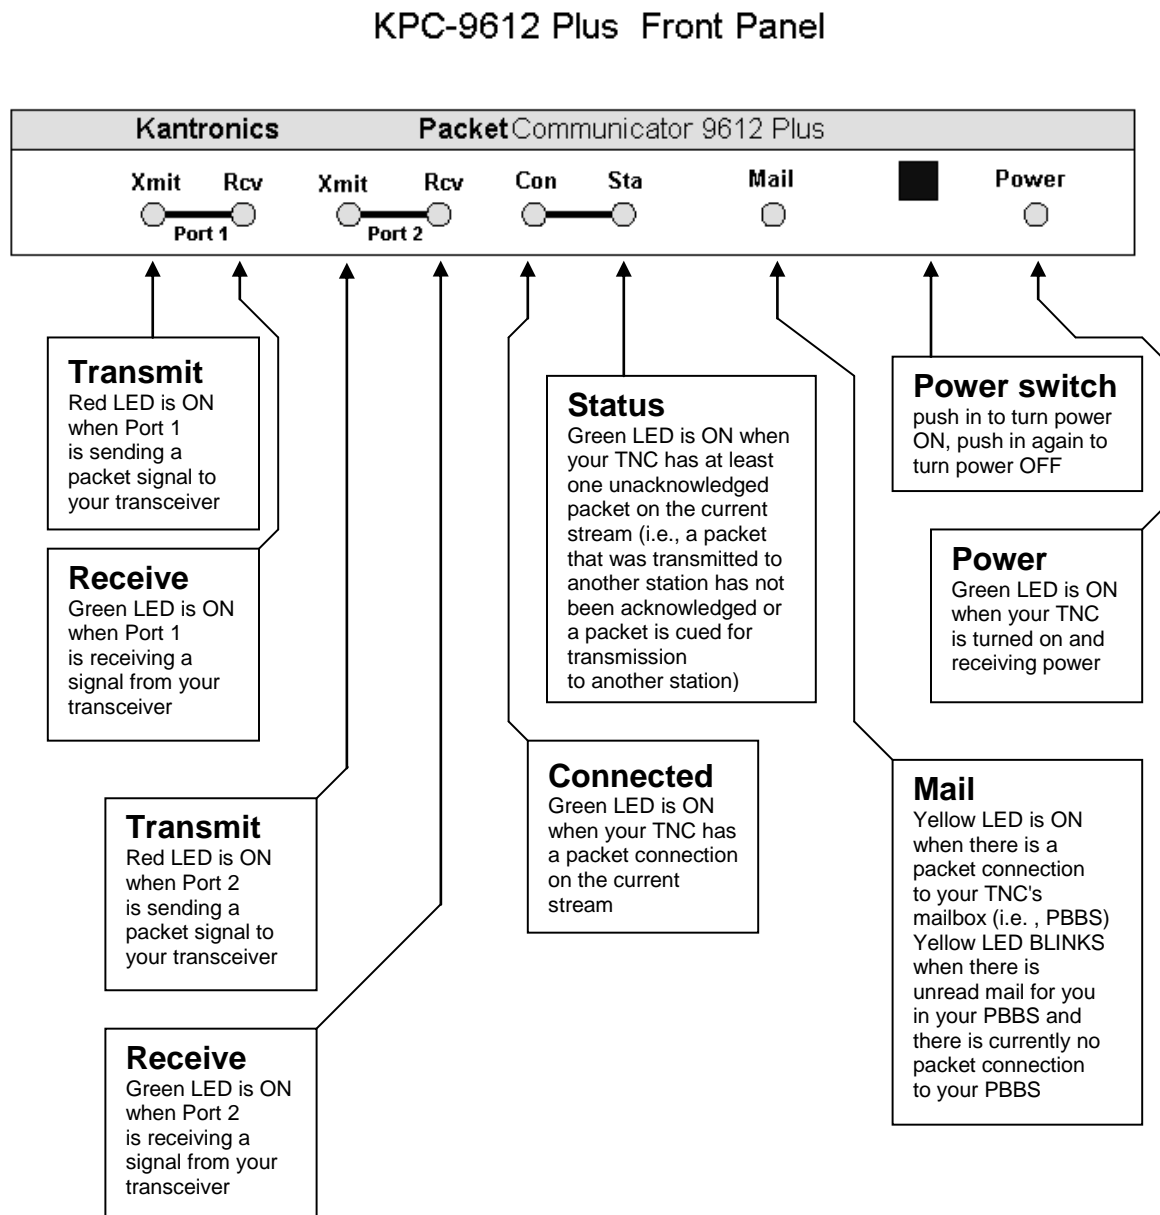 KPC-9612 Plus Front Panel
Kantronics
Packet Communicator 9612 Plus
Xmit
Rcv
Xmit
Rcv
Con
Sta
Mail
Power
Port 1
Port 2
Transmit
Red LED is ON
when Port 1
is sending a
packet signal to
your transceiver
Receive
Green LED is ON
when Port 1
is receiving a
signal from your
transceiver
Transmit
Red LED is ON
when Port 2
is sending a
packet signal to
your transceiver
Receive
Green LED is ON
when Port 2
is receiving a
signal from your
transceiver
Status
Green LED is ON when
your TNC has at least
one unacknowledged
packet on the current
stream (i.e., a packet
that was transmitted to
another station has not
been acknowledged or
a packet is cued for
transmission
to another station)
Connected
Green LED is ON
when your TNC has
a packet connection
on the current
stream
Power switch
push in to turn power
ON, push in again to
turn power OFF
Power
Green LED is ON
when your TNC
is turned on and
receiving power
Mail
Yellow LED is ON
when there is a
packet connection
to your TNC's
mailbox (i.e. , PBBS)
Yellow LED BLINKS
when there is
unread mail for you
in your PBBS and
there is currently no
packet connection
to your PBBS